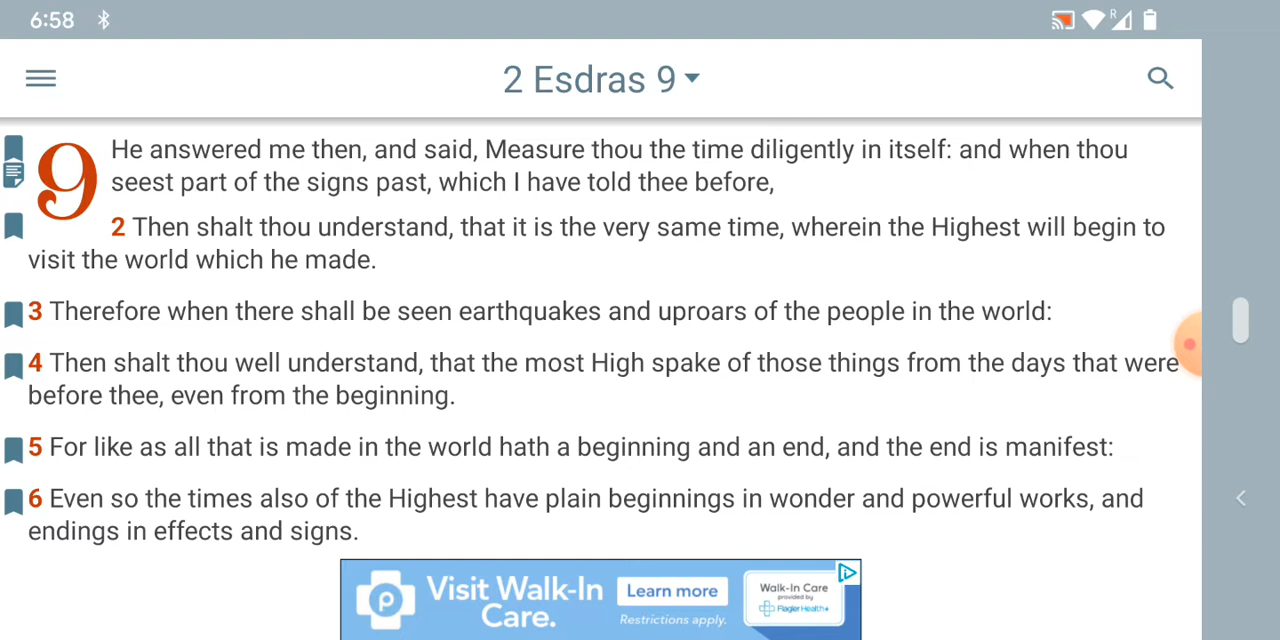 6:58 R
2 Esdras 9
9 He answered me then, and said, Measure thou the time diligently in itself: and when thou
seest part of the signs past, which I have told thee before,
2 Then shalt thou understand, that it is the very same time, wherein the Highest will begin to
visit the world which he made.
3 Therefore when there shall be seen earthquakes and uproars of the people in the world:
4 Then shalt thou well understand, that the most High spake of those things from the days that were
before thee, even from the beginning.
5 For like as all that is made in the world hath a beginning and an end, and the end is manifest:
6 Even so the times also of the Highest have plain beginnings in wonder and powerful works, and
endings in effects and signs.
p
Visit Walk-In
Care.
Learn more
Restrictions apply.
Walk-In Care
provided by
Flagler Health+